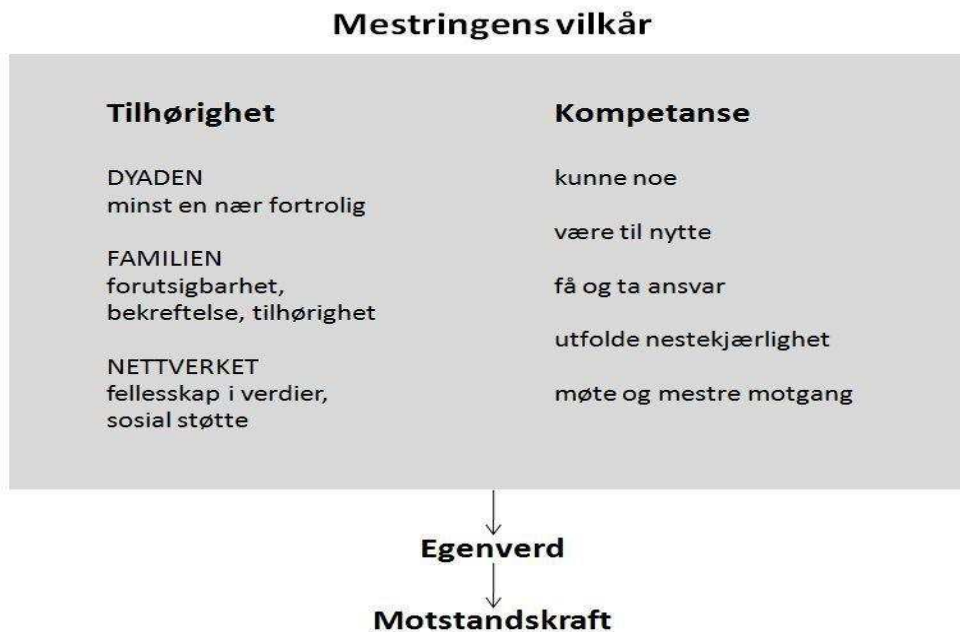 Mestringens vilkår
Tilhørighet
DYADEN
minst en nær fortrolig
FAMILIEN
forutsigbarhet,
bekreftelse, tilhørighet
NETTVERKET
fellesskap i verdier,
sosial støtte
Kompetanse
kunne noe
være til nytte
få og ta ansvar
utfolde nestekjærlighet
møte og mestre motgang
Egenverd
Motstandskraft